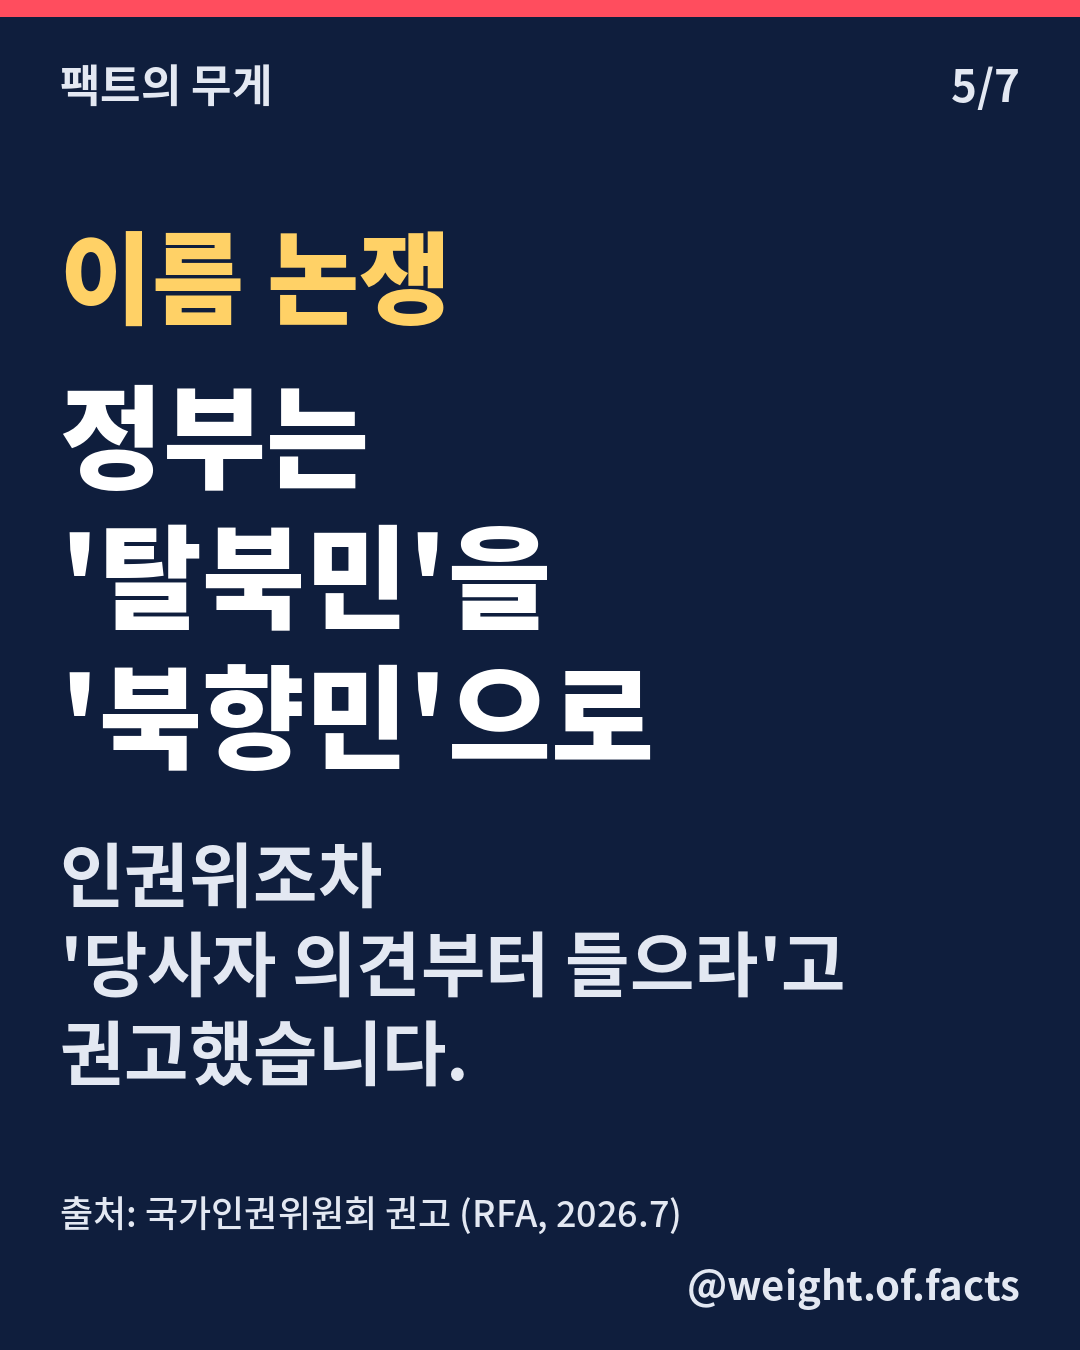 팩트의 무게
5/7
이름 논쟁
정부는
'탈북민'을
'북향민'으로
인권위조차
'당사자 의견부터 들으라'고
권고했습니다.
출처: 국가인권위원회 권고 (RFA, 2026.7)
@weight.of.facts